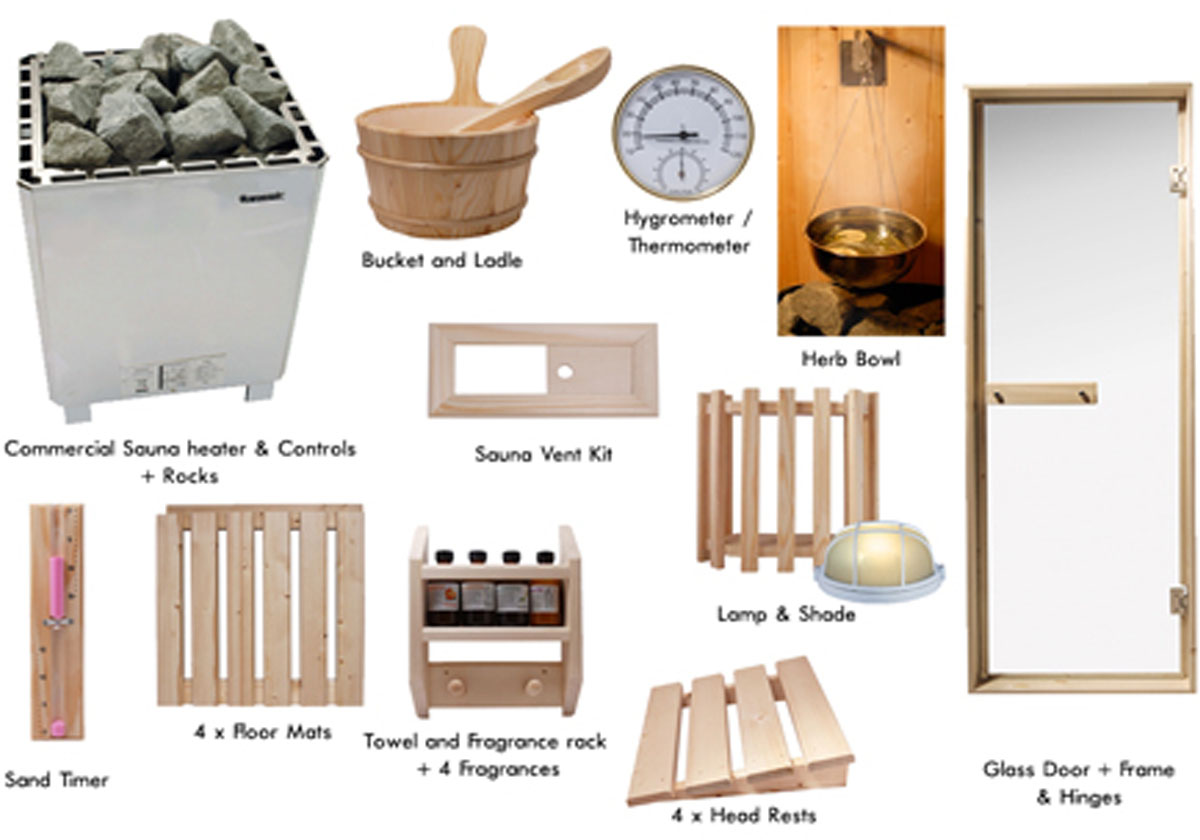 Bucket and Ladle
Hygrometer /
Thermometer
Herb Bowl
Commercial Sauna heater & Controls
+ Rocks
Sauna Vent Kit
Lamp & Shade
Sand Timer
4 x Floor Mats
Towel and Fragrance rack
+ 4 Fragrances
4 x Head Rests
Glass Door + Frame
& Hinges